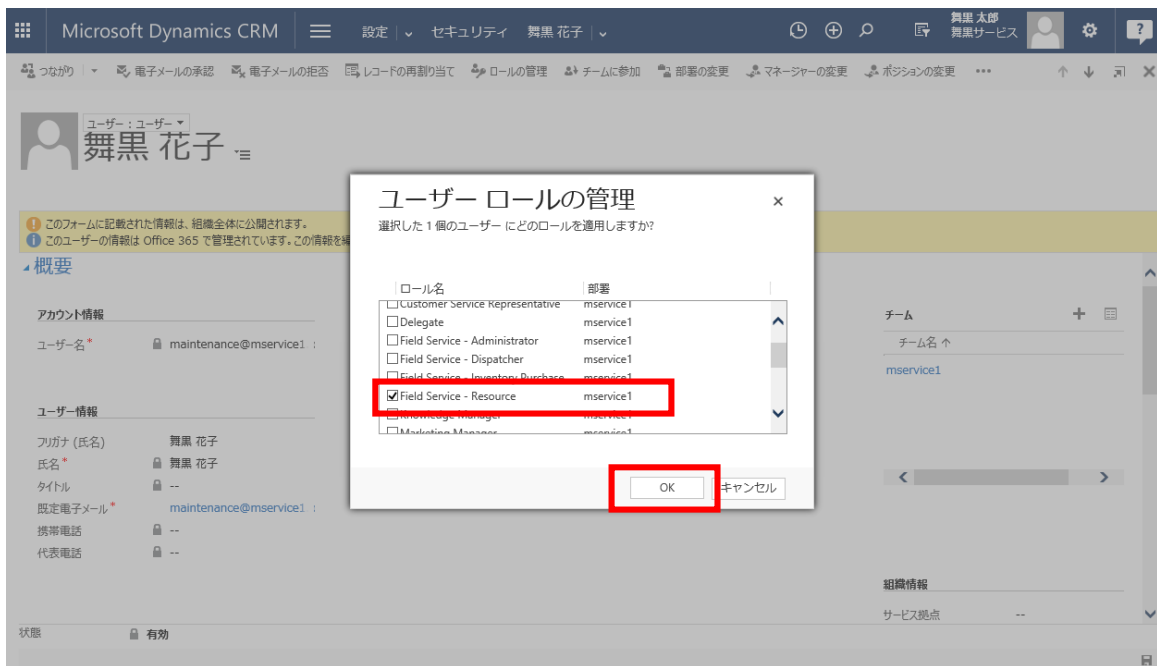 Microsoft Dynamics CRM 設定 セキュリティ 舞黒 花子
舞黒 太郎
舞黒サービス
つながり 電子メールの承認 電子メールの拒否 レコードの再割り当て ロールの管理 チームに参加 部署の変更 マネージャーの変更 ポジションの変更 ...
ユーザー : ユーザー
舞黒 花子
このフォームに記載された情報は、組織全体に公開されます。
このユーザーの情報は Office 365 で管理されています。この情報を
概要
アカウント情報
ユーザー名* maintenance@mservice1
ユーザー情報
フリガナ (氏名) 舞黒 花子
氏名* 舞黒 花子
タイトル --
既定電子メール* maintenance@mservice1
携帯電話 --
代表電話 --
ユーザー ロールの管理
選択した 1 個のユーザー にどのロールを適用しますか?
ロール名 部署
Customer Service Representative mservice1
Delegate mservice1
Field Service - Administrator mservice1
Field Service - Dispatcher mservice1
Field Service - Inventory Purchase mservice1
Field Service - Resource mservice1
Knowledge Manager mservice1
Marketing Manager mservice1
OK キャンセル
チーム
チーム名
mservice1
組織情報
サービス拠点 --
状態 有効